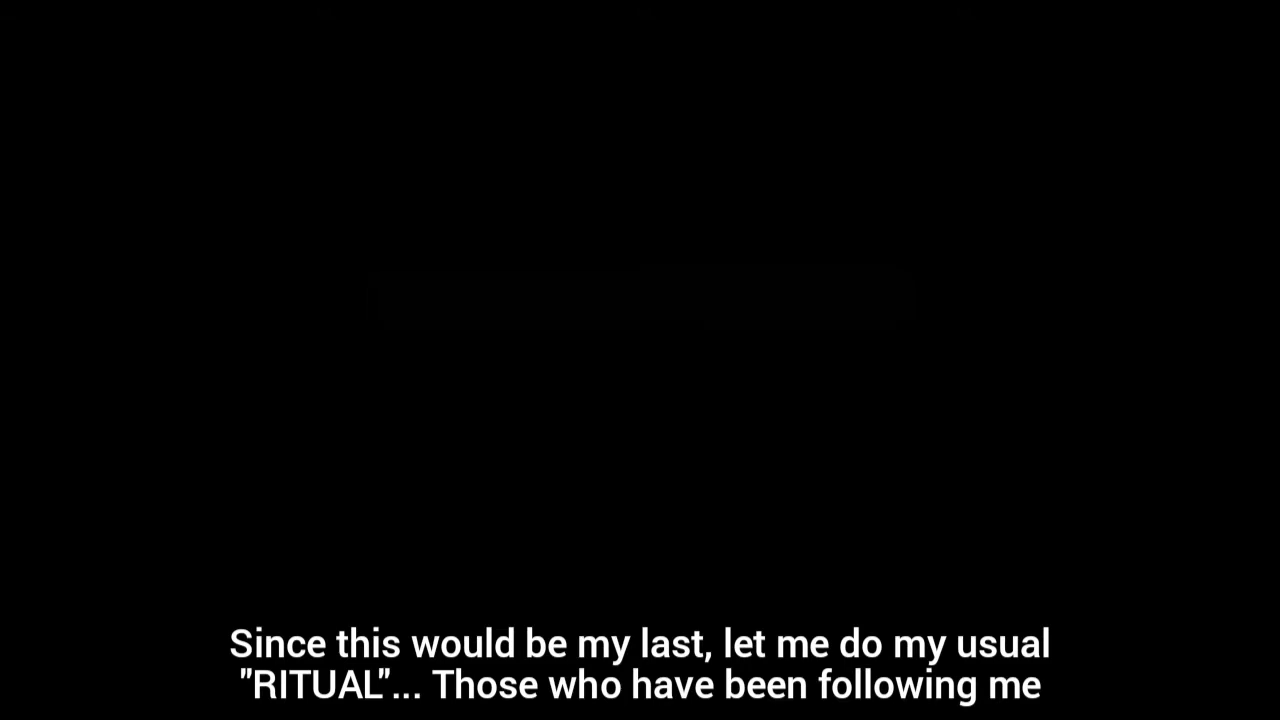 Since this would be my last, let me do my usual
"RITUAL"... Those who have been following me